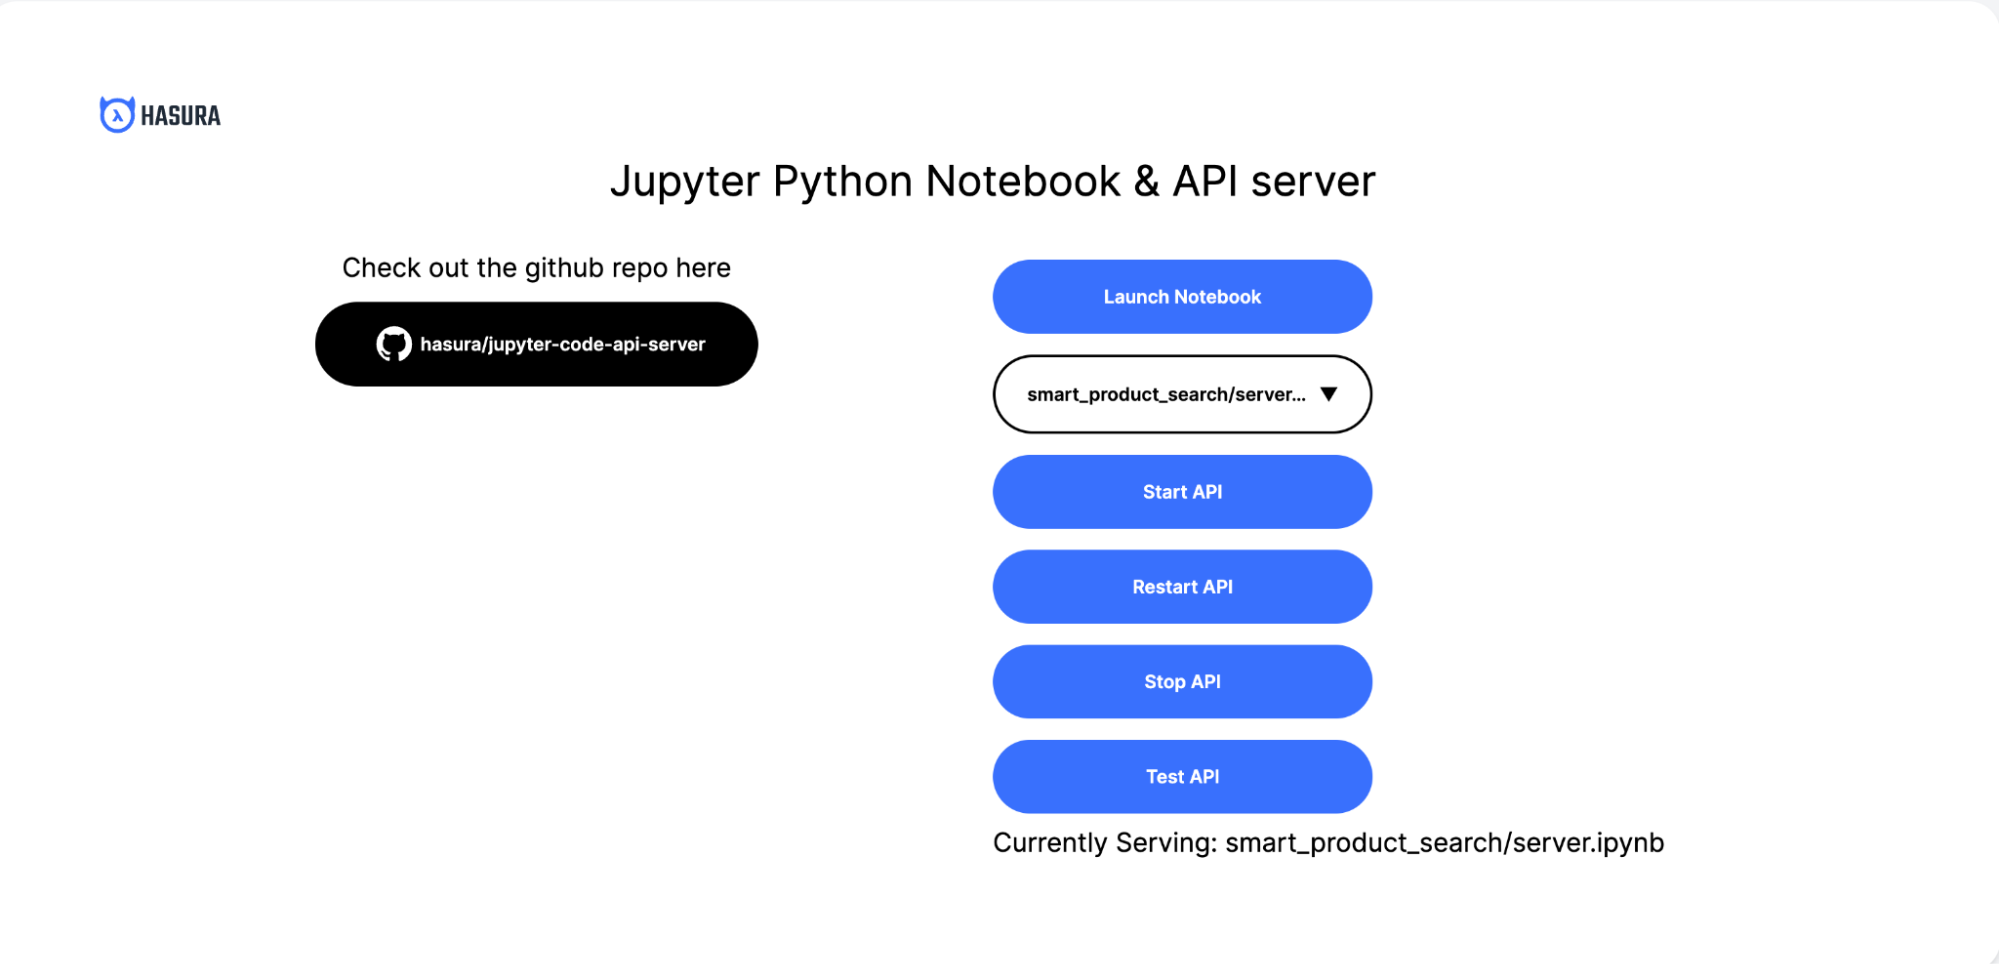 HASURA
Jupyter Python Notebook & API server
Check out the github repo here
hasura/jupyter-code-api-server
Launch Notebook
smart_product_search/server... ▼
Start API
Restart API
Stop API
Test API
Currently Serving: smart_product_search/server.ipynb